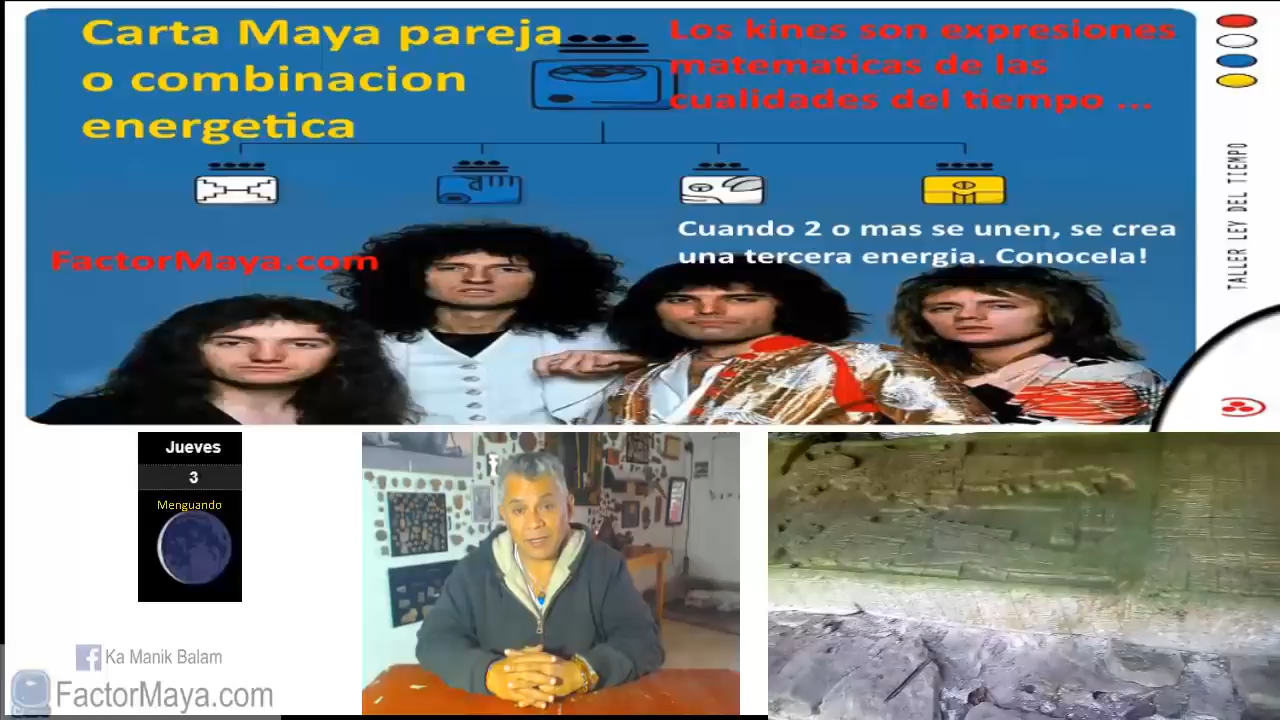 Carta Maya pareja
o combinacion
energetica
Los kines son expresiones
matematicas de las
cualidades del tiempo ...
FactorMaya.com
Cuando 2 o mas se unen, se crea
una tercera energia. Conocela!
TALLER LEY DEL TIEMPO
Jueves
3
Menguando
Ka Manik Balam
FactorMaya.com